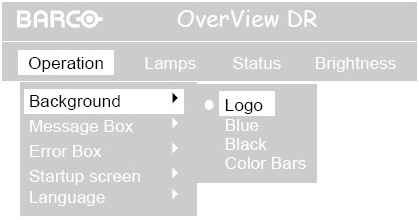 BARCO OverView DR
Operation Lamps Status Brightness
Background
Message Box
Error Box
Startup screen
Language
Logo
Blue
Black
Color Bars